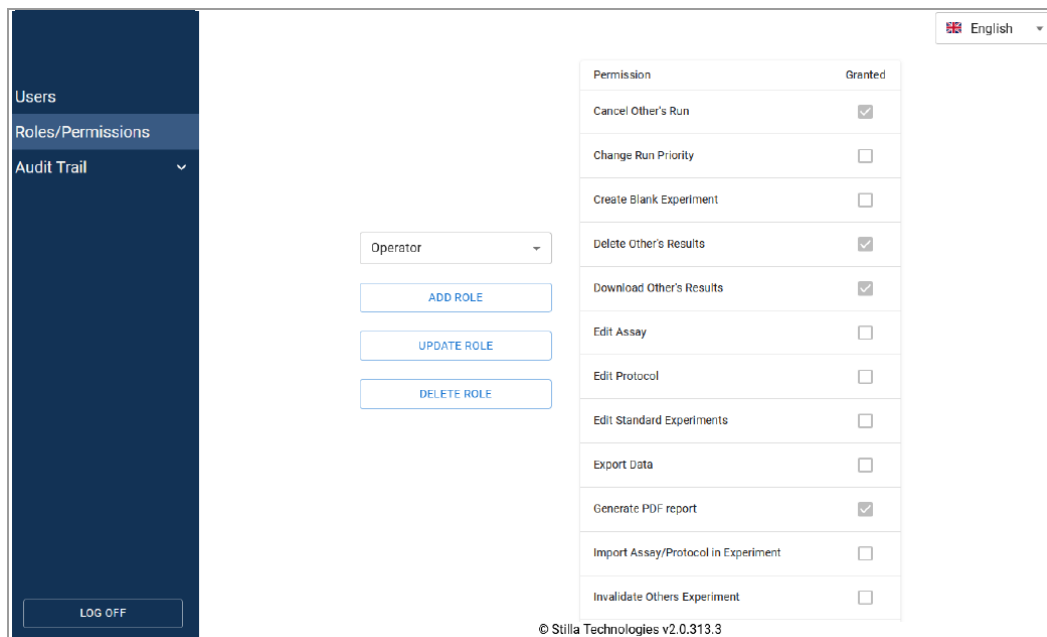 English
Users
Roles/Permissions
Audit Trail
LOG OFF
Operator
ADD ROLE
UPDATE ROLE
DELETE ROLE
Permission Granted
Cancel Other's Run
Change Run Priority
Create Blank Experiment
Delete Other's Results
Download Other's Results
Edit Assay
Edit Protocol
Edit Standard Experiments
Export Data
Generate PDF report
Import Assay/Protocol in Experiment
Invalidate Others Experiment
© Stilla Technologies v2.0.313.3